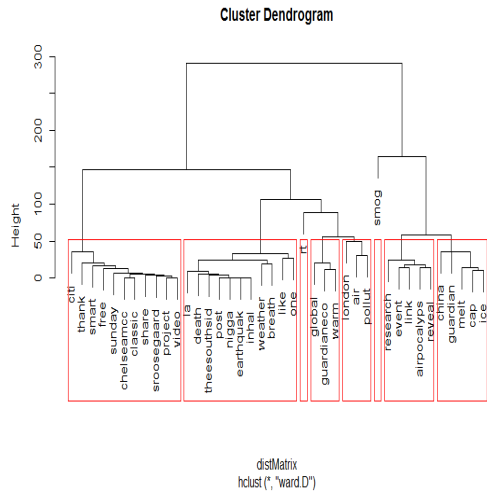 Cluster Dendrogram
300
200
100
50
0
Height
citi
thank
smart
free
sunday
chelseamcc
classic
share
sroosegaard
project
video
la
death
theesouthsid
post
nigga
earthquak
inhal
weather
breath
like
one
rt
global
guardianeco
warm
london
air
pollut
smog
research
event
link
airpocalyps
reveal
china
guardian
melt
cap
ice
distMatrix
hclust (*, "ward.D")